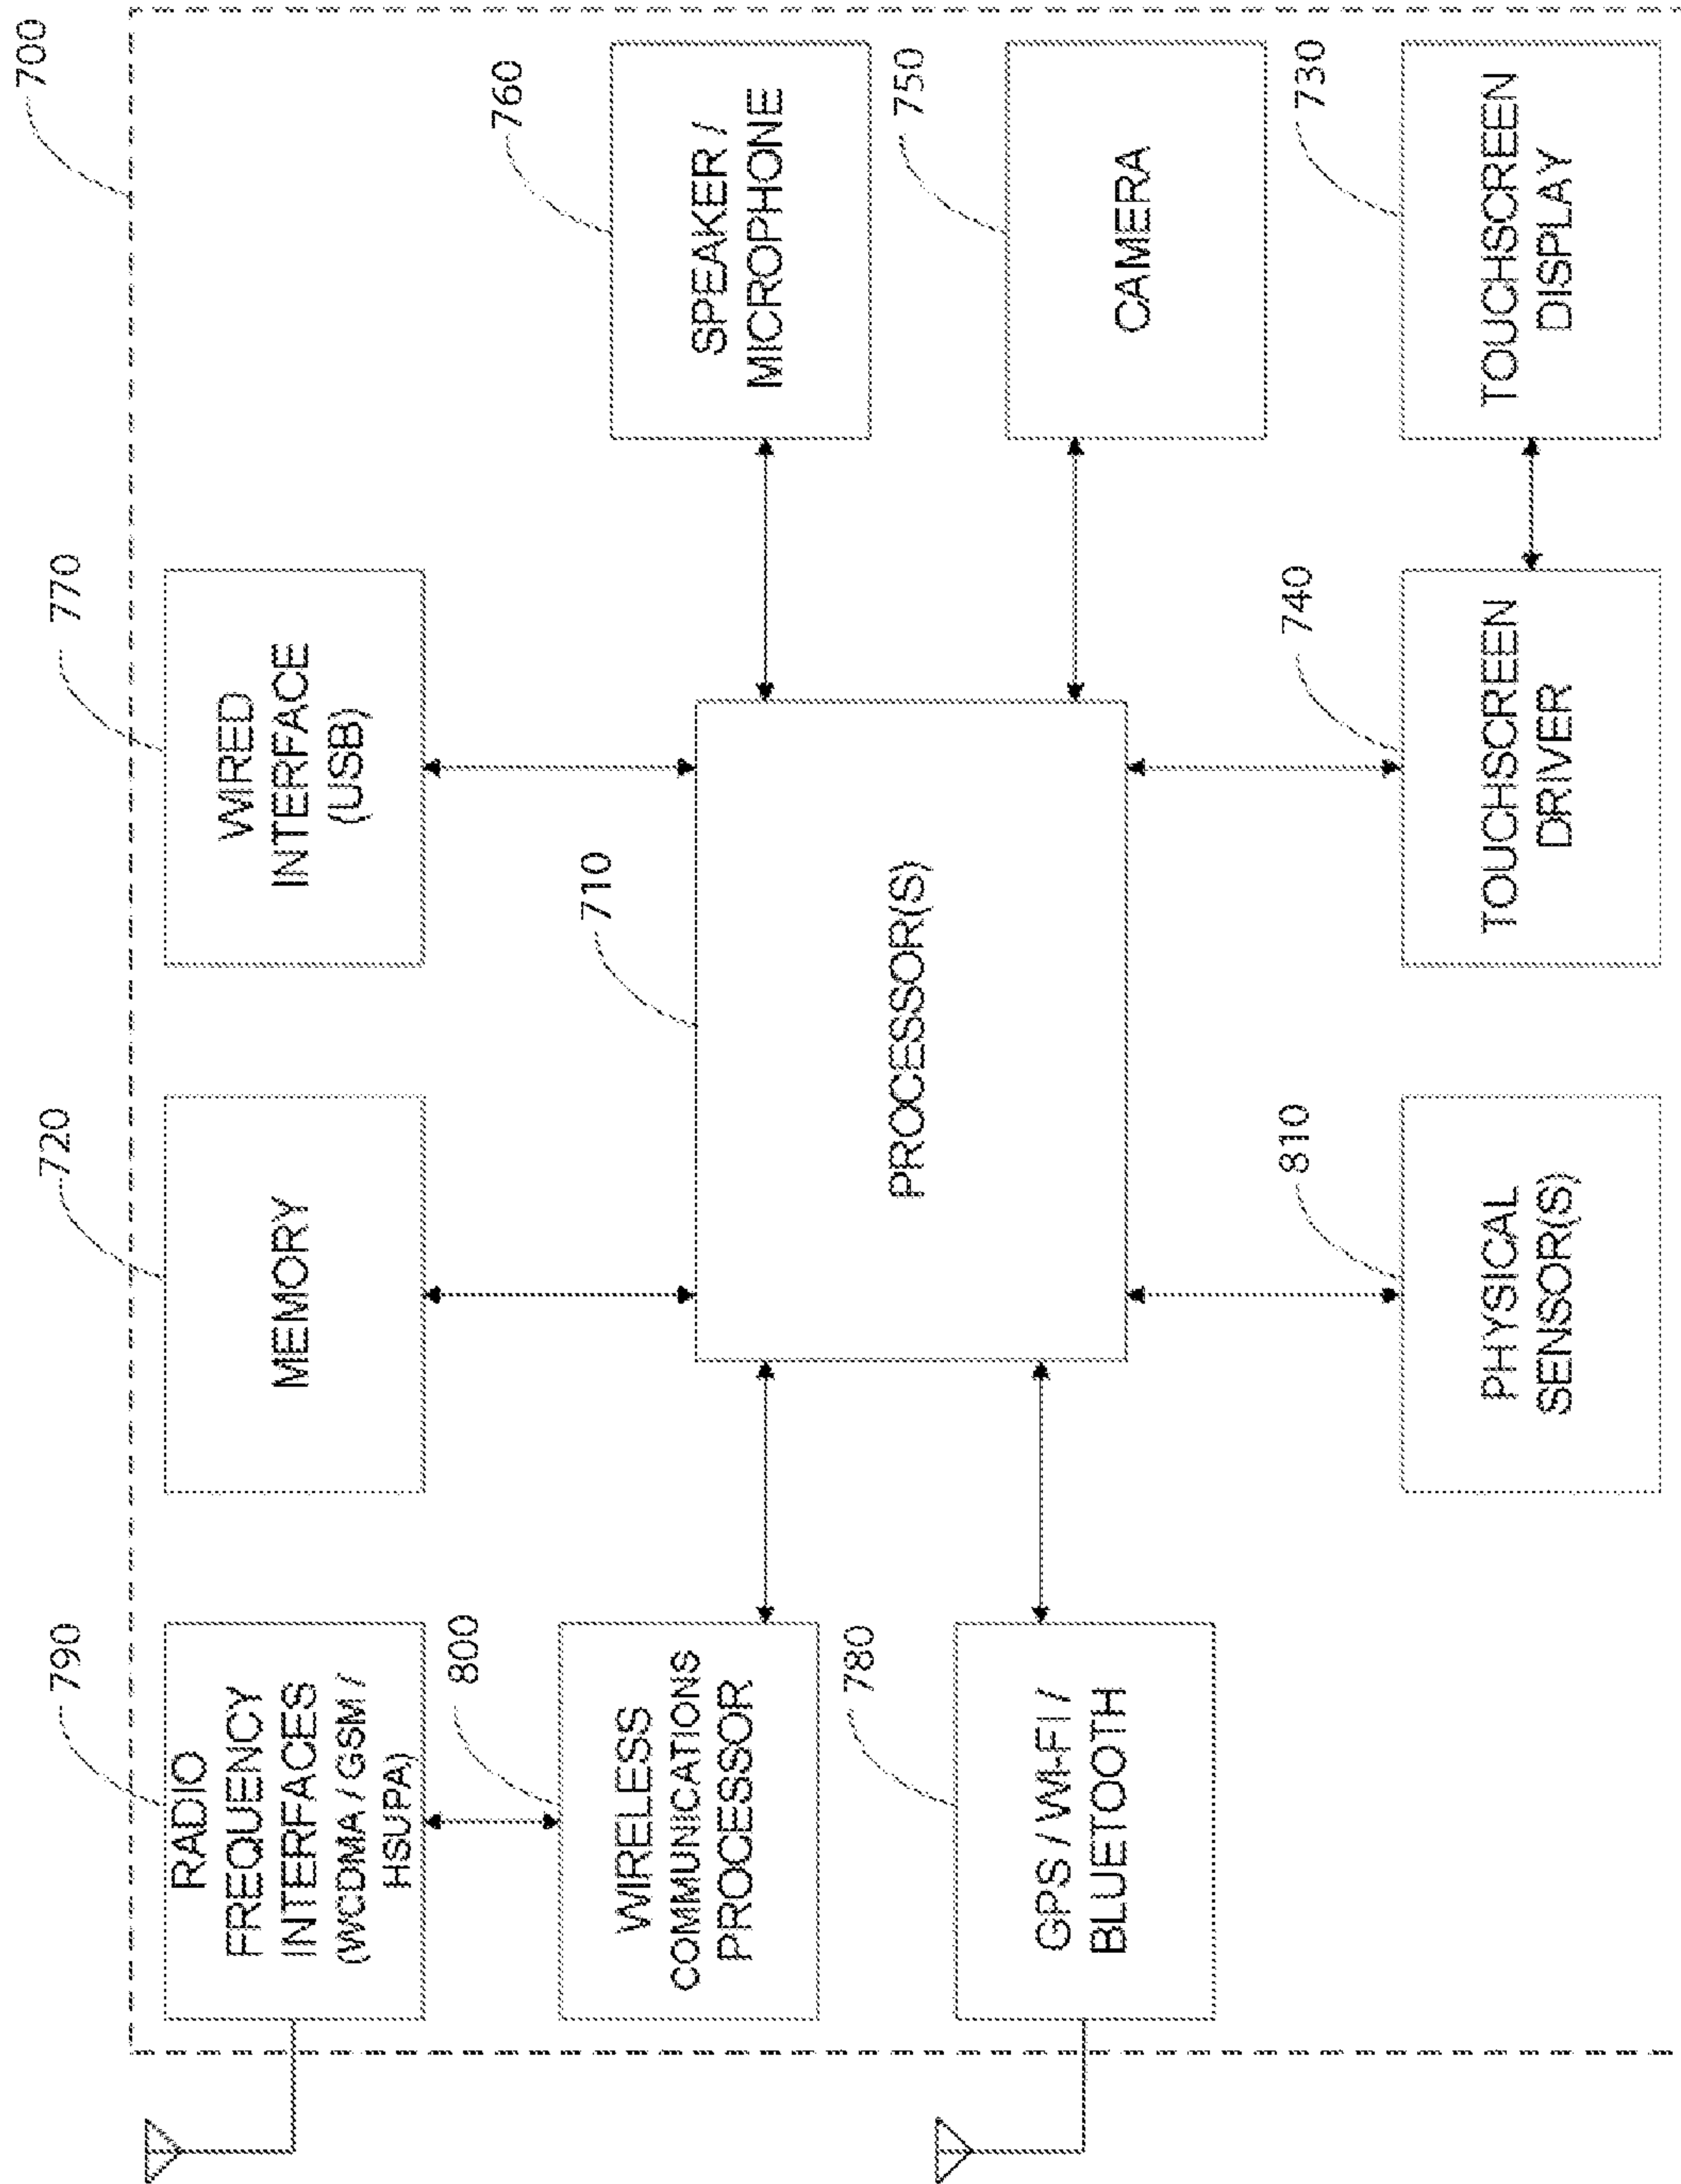 700
790
RADIO
FREQUENCY
INTERFACES
(WCDMA / GSM /
HSUPA)
720
MEMORY
770
WIRED
INTERFACE
(USB)
800
WIRELESS
COMMUNICATIONS
PROCESSOR
710
PROCESSOR(S)
760
SPEAKER /
MICROPHONE
780
GPS / WI-FI /
BLUETOOTH
750
CAMERA
810
PHYSICAL
SENSOR(S)
740
TOUCHSCREEN
DRIVER
730
TOUCHSCREEN
DISPLAY